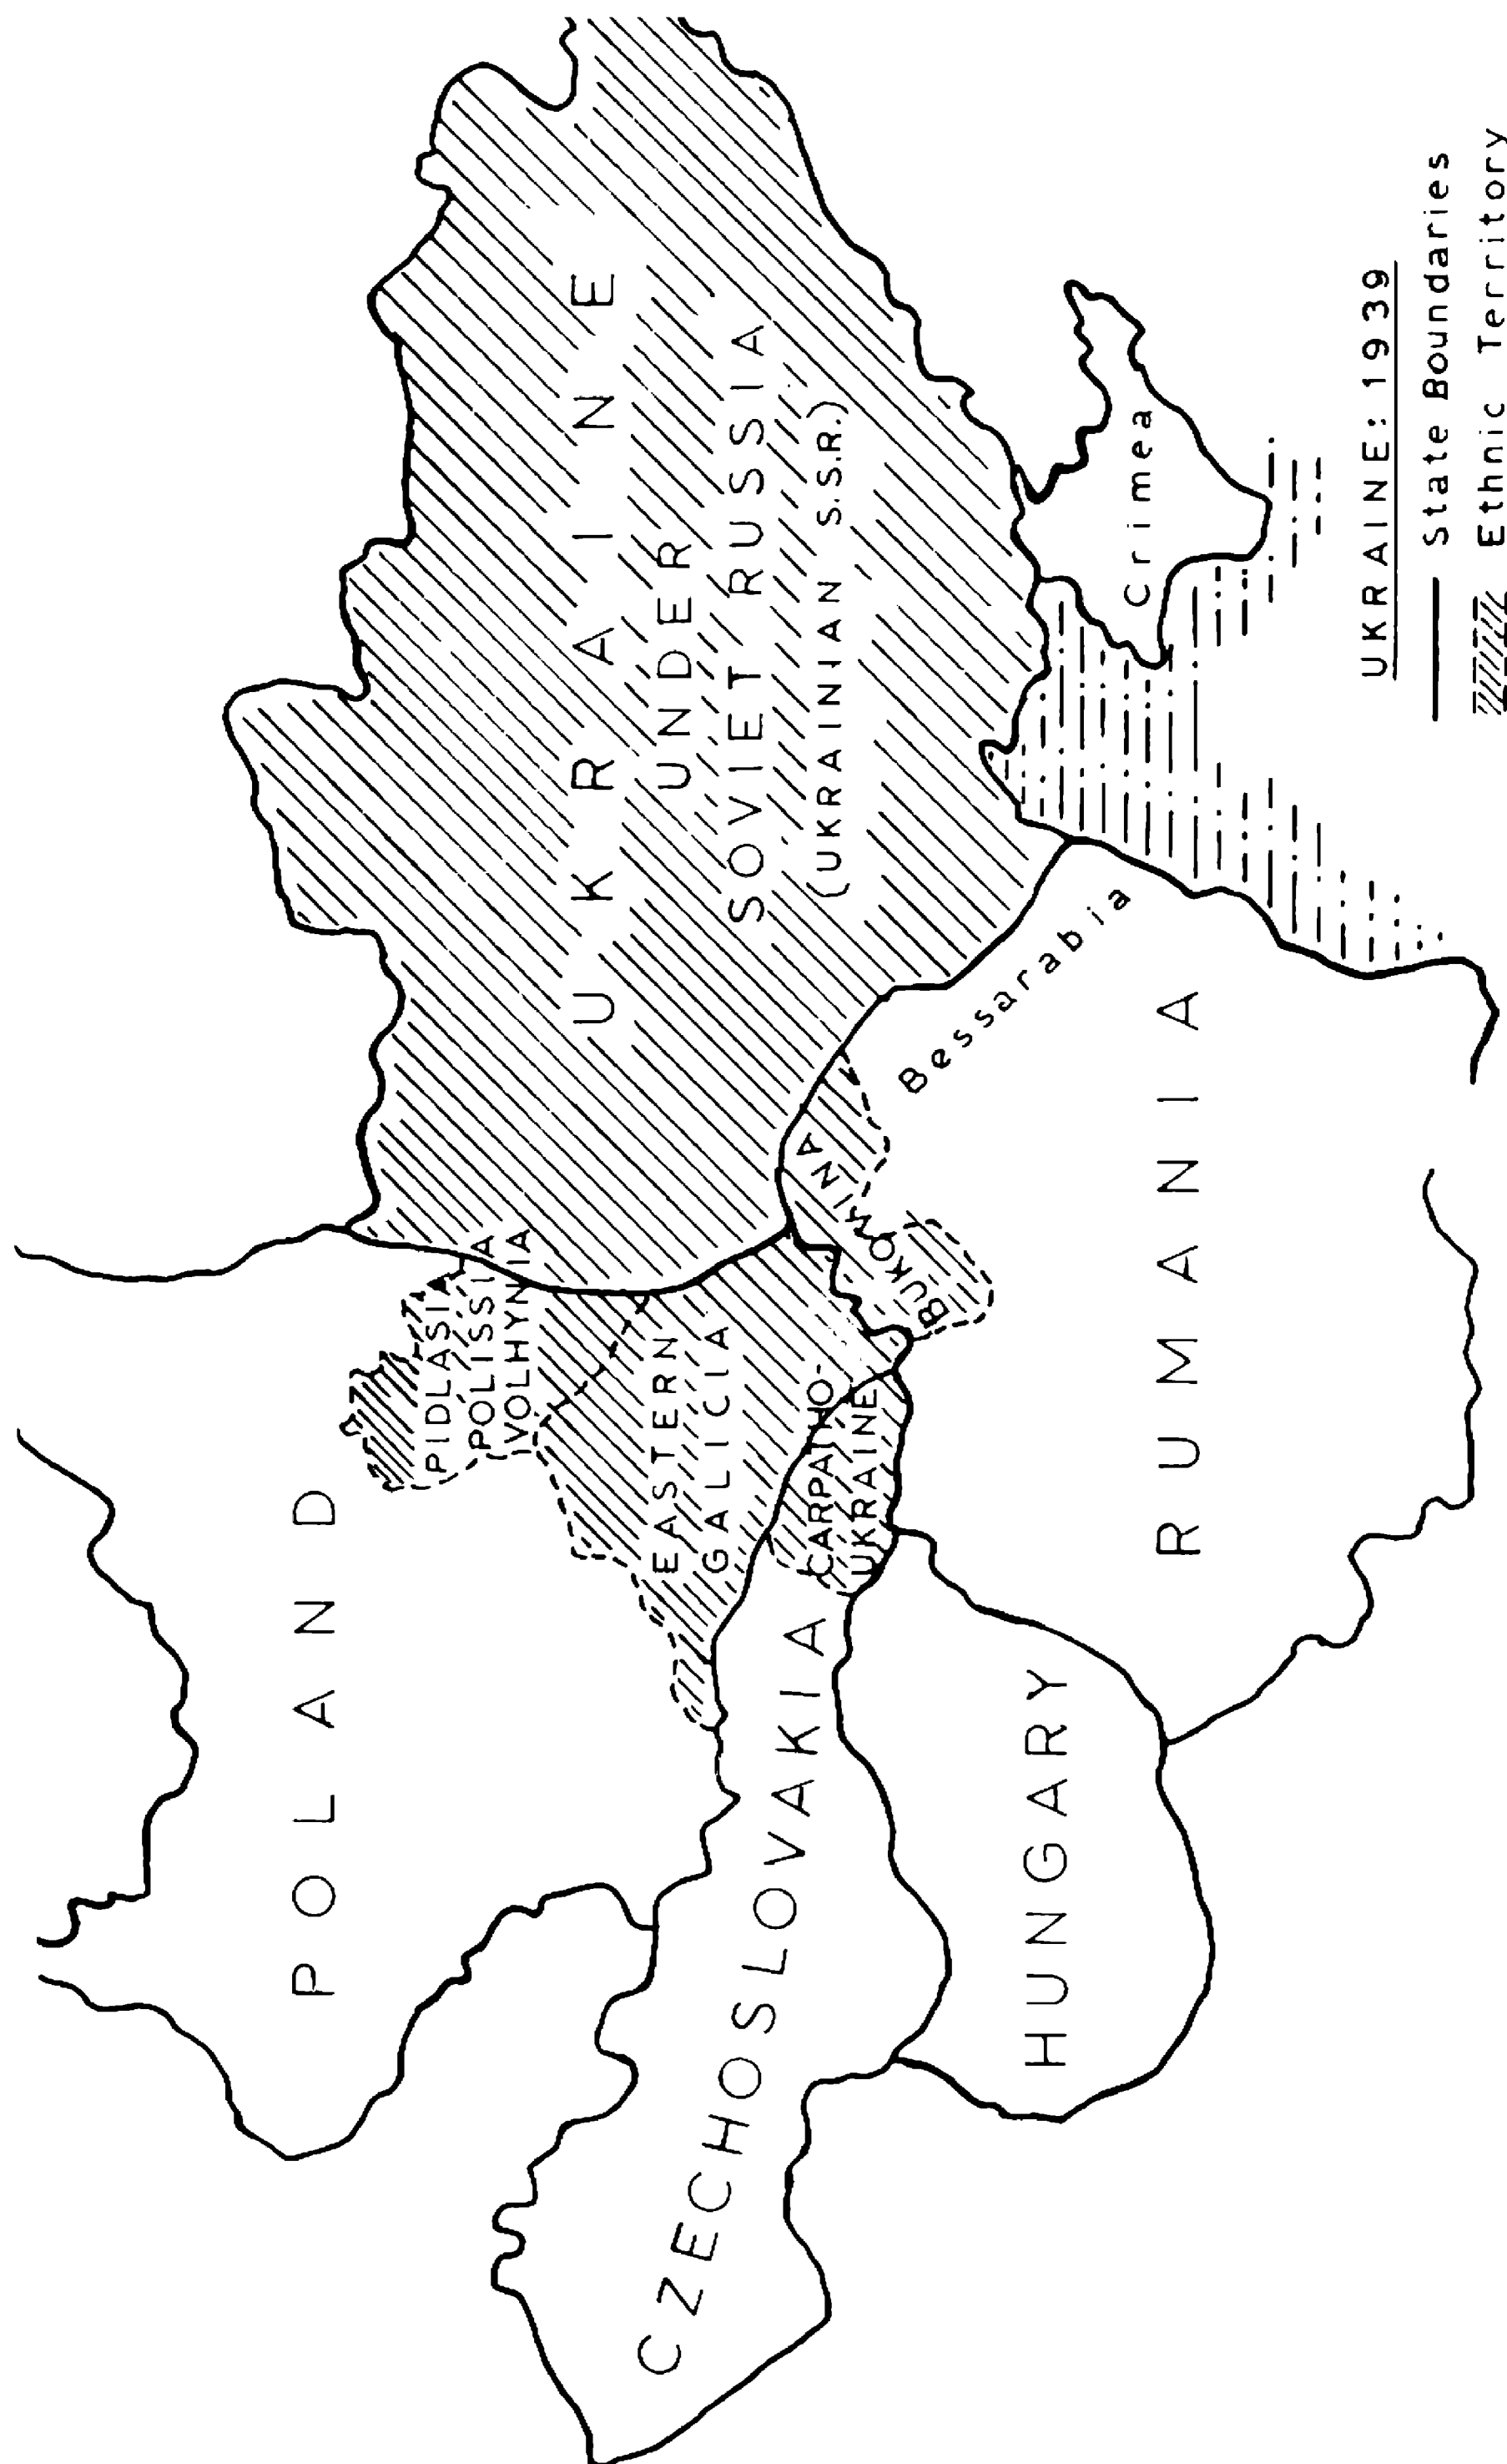 POLAND
PIDLASIA
POLISSIA
VOLHYNIA
EASTERN
GALICIA
CZECHOSLOVAKIA
CARPATHO-
UKRAINE
HUNGARY
RUMANIA
BUKOWINA
Bessarabia
UKRAINE
UNDER
SOVIET RUSSIA
(UKRAINIAN S.S.R.)
Crimea
UKRAINE: 1939
State Boundaries
Ethnic Territory